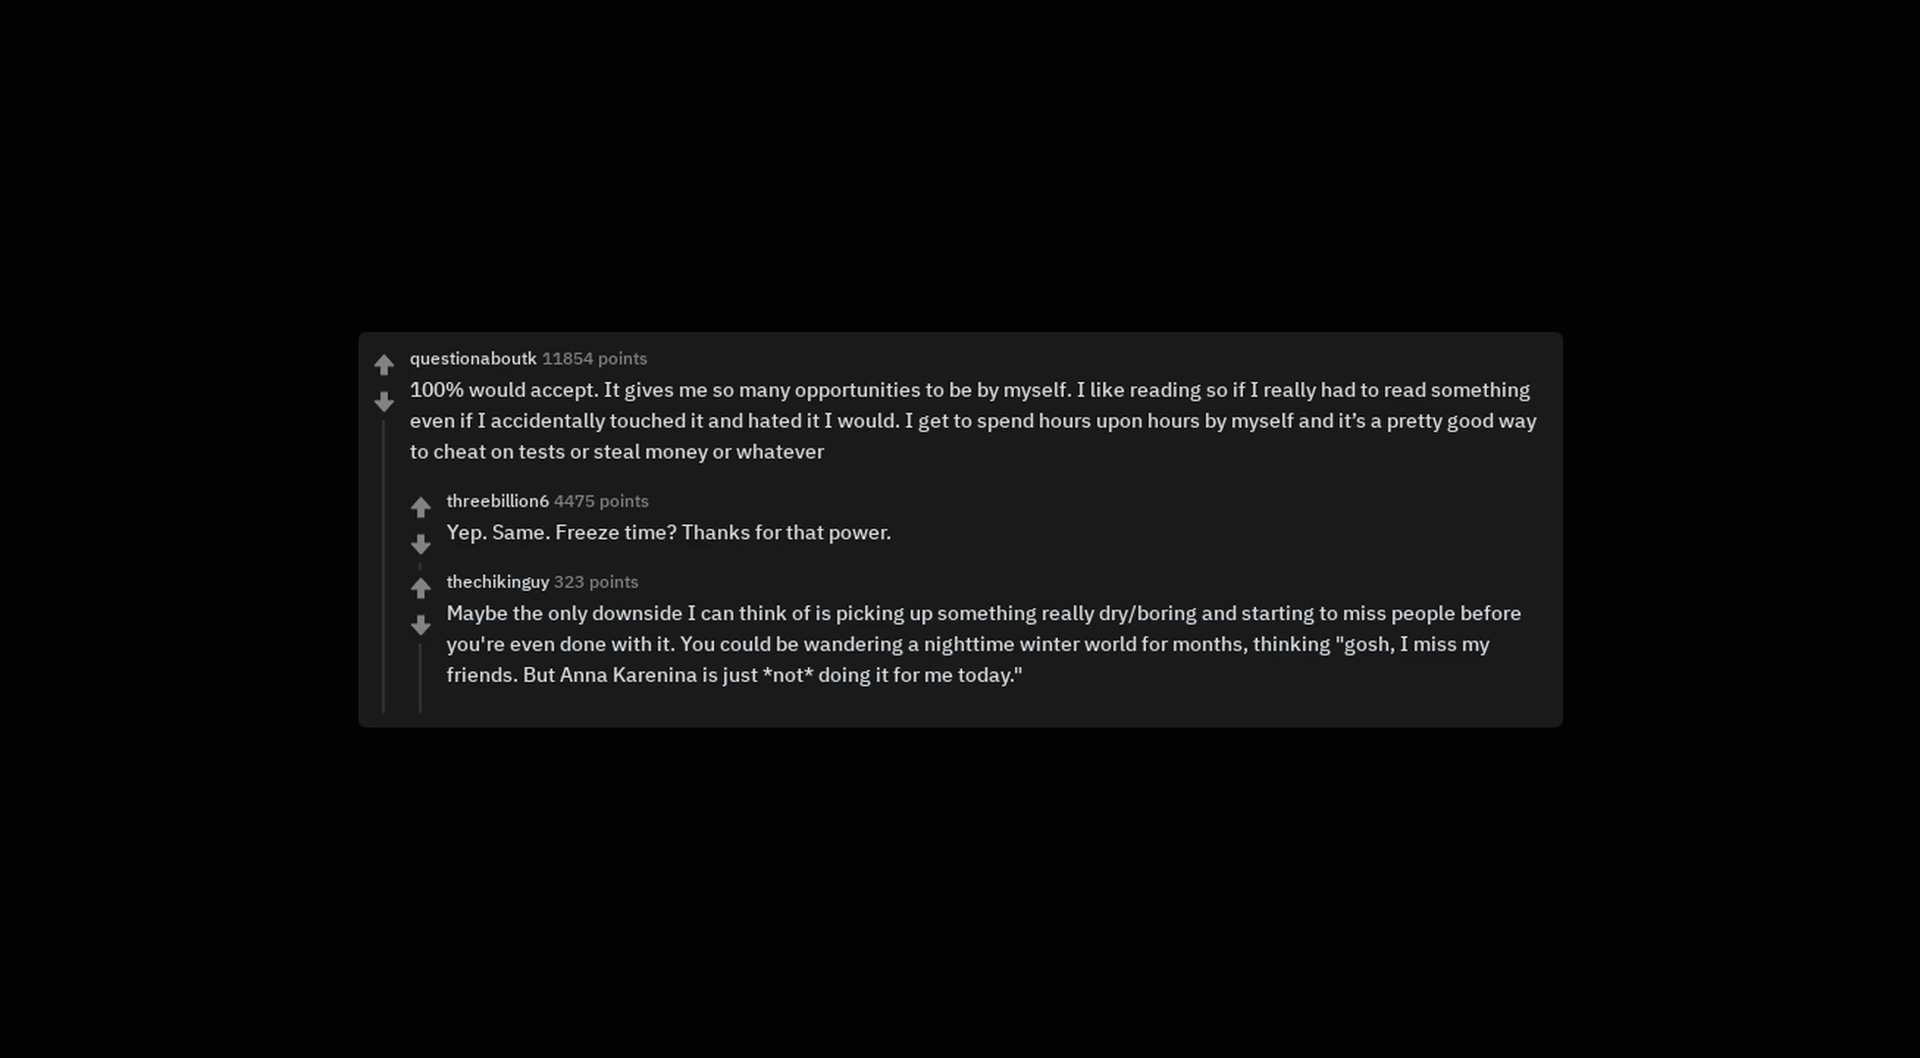 questionaboutk 11854 points
100% would accept. It gives me so many opportunities to be by myself. I like reading so if I really had to read something
even if I accidentally touched it and hated it I would. I get to spend hours upon hours by myself and it’s a pretty good way
to cheat on tests or steal money or whatever
threebillion6 4475 points
Yep. Same. Freeze time? Thanks for that power.
thechikinguy 323 points
Maybe the only downside I can think of is picking up something really dry/boring and starting to miss people before
you're even done with it. You could be wandering a nighttime winter world for months, thinking "gosh, I miss my
friends. But Anna Karenina is just *not* doing it for me today."